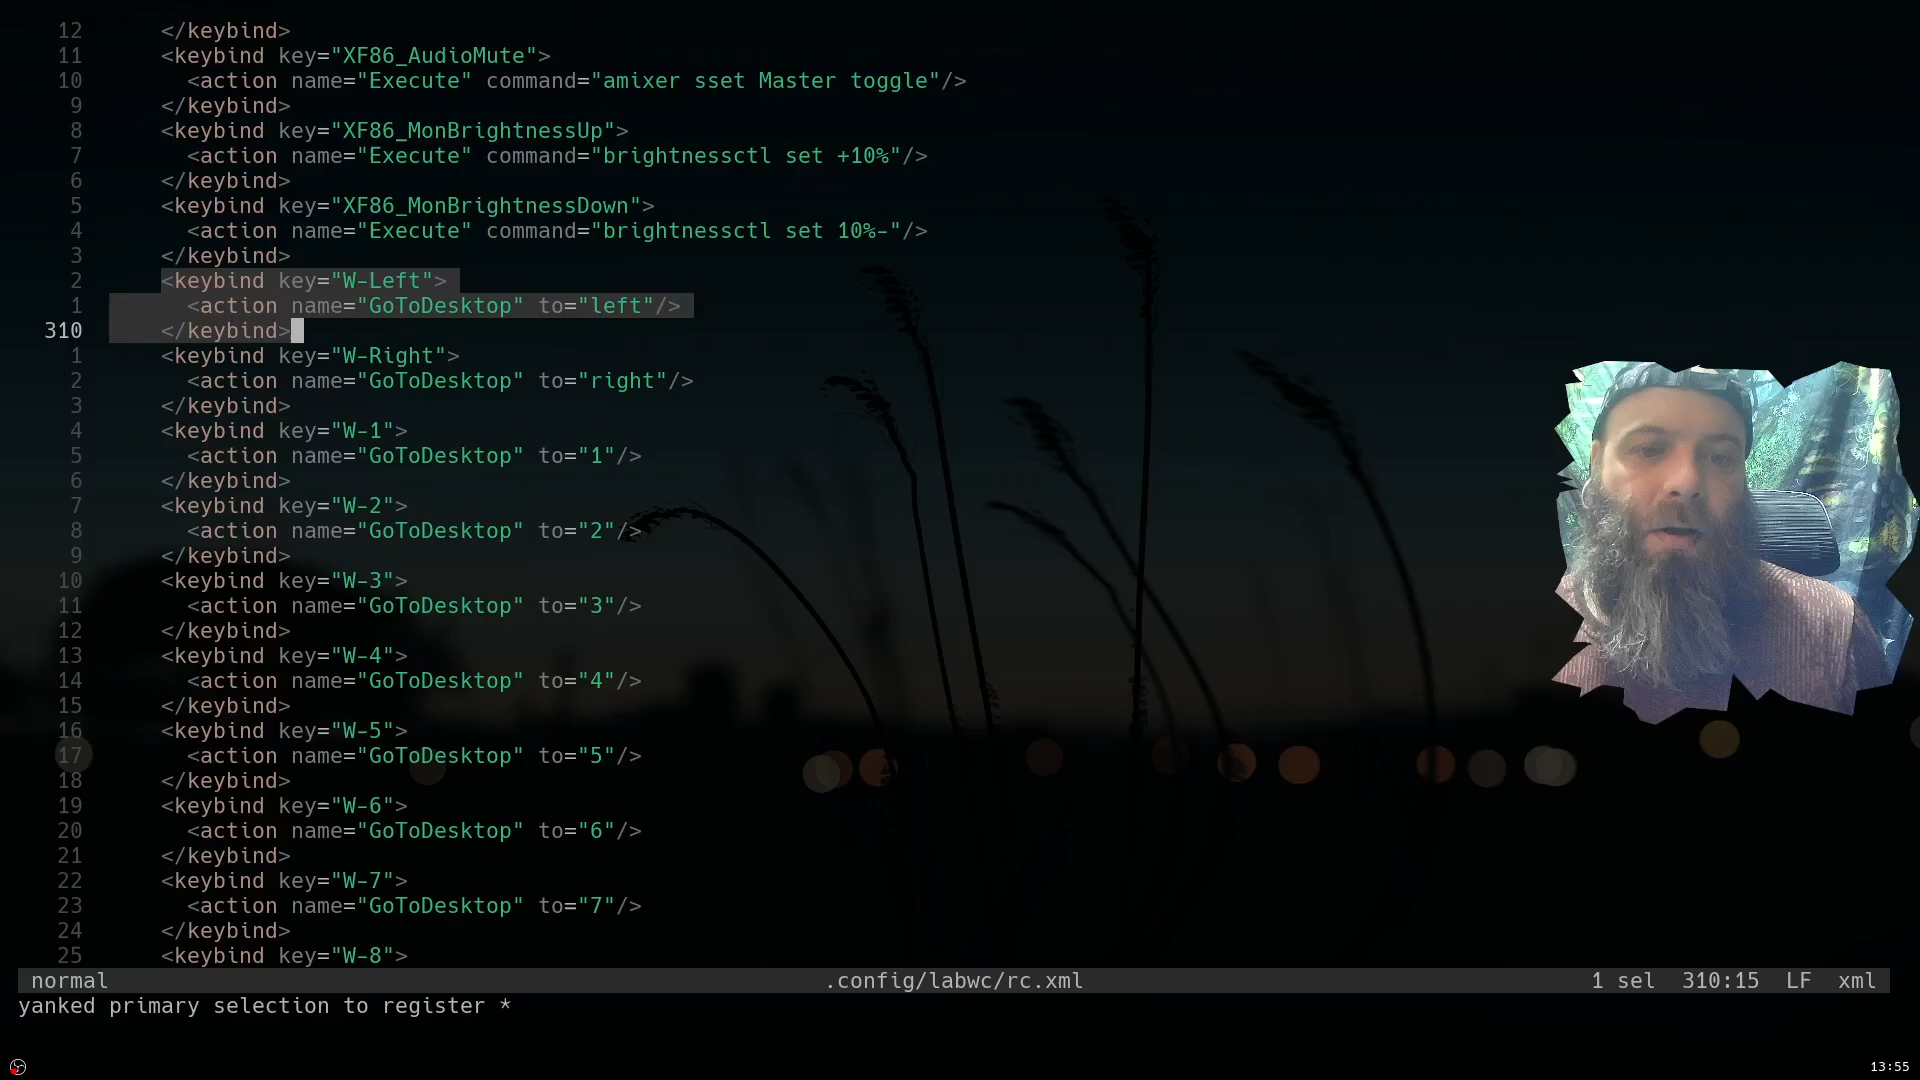 12 </keybind>
11 <keybind key="XF86_AudioMute">
10 <action name="Execute" command="amixer sset Master toggle"/>
9 </keybind>
8 <keybind key="XF86_MonBrightnessUp">
7 <action name="Execute" command="brightnessctl set +10%"/>
6 </keybind>
5 <keybind key="XF86_MonBrightnessDown">
4 <action name="Execute" command="brightnessctl set 10%-"/>
3 </keybind>
2 <keybind key="W-Left">
1 <action name="GoToDesktop" to="left"/>
310 </keybind>
1 <keybind key="W-Right">
2 <action name="GoToDesktop" to="right"/>
3 </keybind>
4 <keybind key="W-1">
5 <action name="GoToDesktop" to="1"/>
6 </keybind>
7 <keybind key="W-2">
8 <action name="GoToDesktop" to="2"/>
9 </keybind>
10 <keybind key="W-3">
11 <action name="GoToDesktop" to="3"/>
12 </keybind>
13 <keybind key="W-4">
14 <action name="GoToDesktop" to="4"/>
15 </keybind>
16 <keybind key="W-5">
17 <action name="GoToDesktop" to="5"/>
18 </keybind>
19 <keybind key="W-6">
20 <action name="GoToDesktop" to="6"/>
21 </keybind>
22 <keybind key="W-7">
23 <action name="GoToDesktop" to="7"/>
24 </keybind>
25 <keybind key="W-8">
normal .config/labwc/rc.xml 1 sel 310:15 LF xml
yanked primary selection to register *
13:55